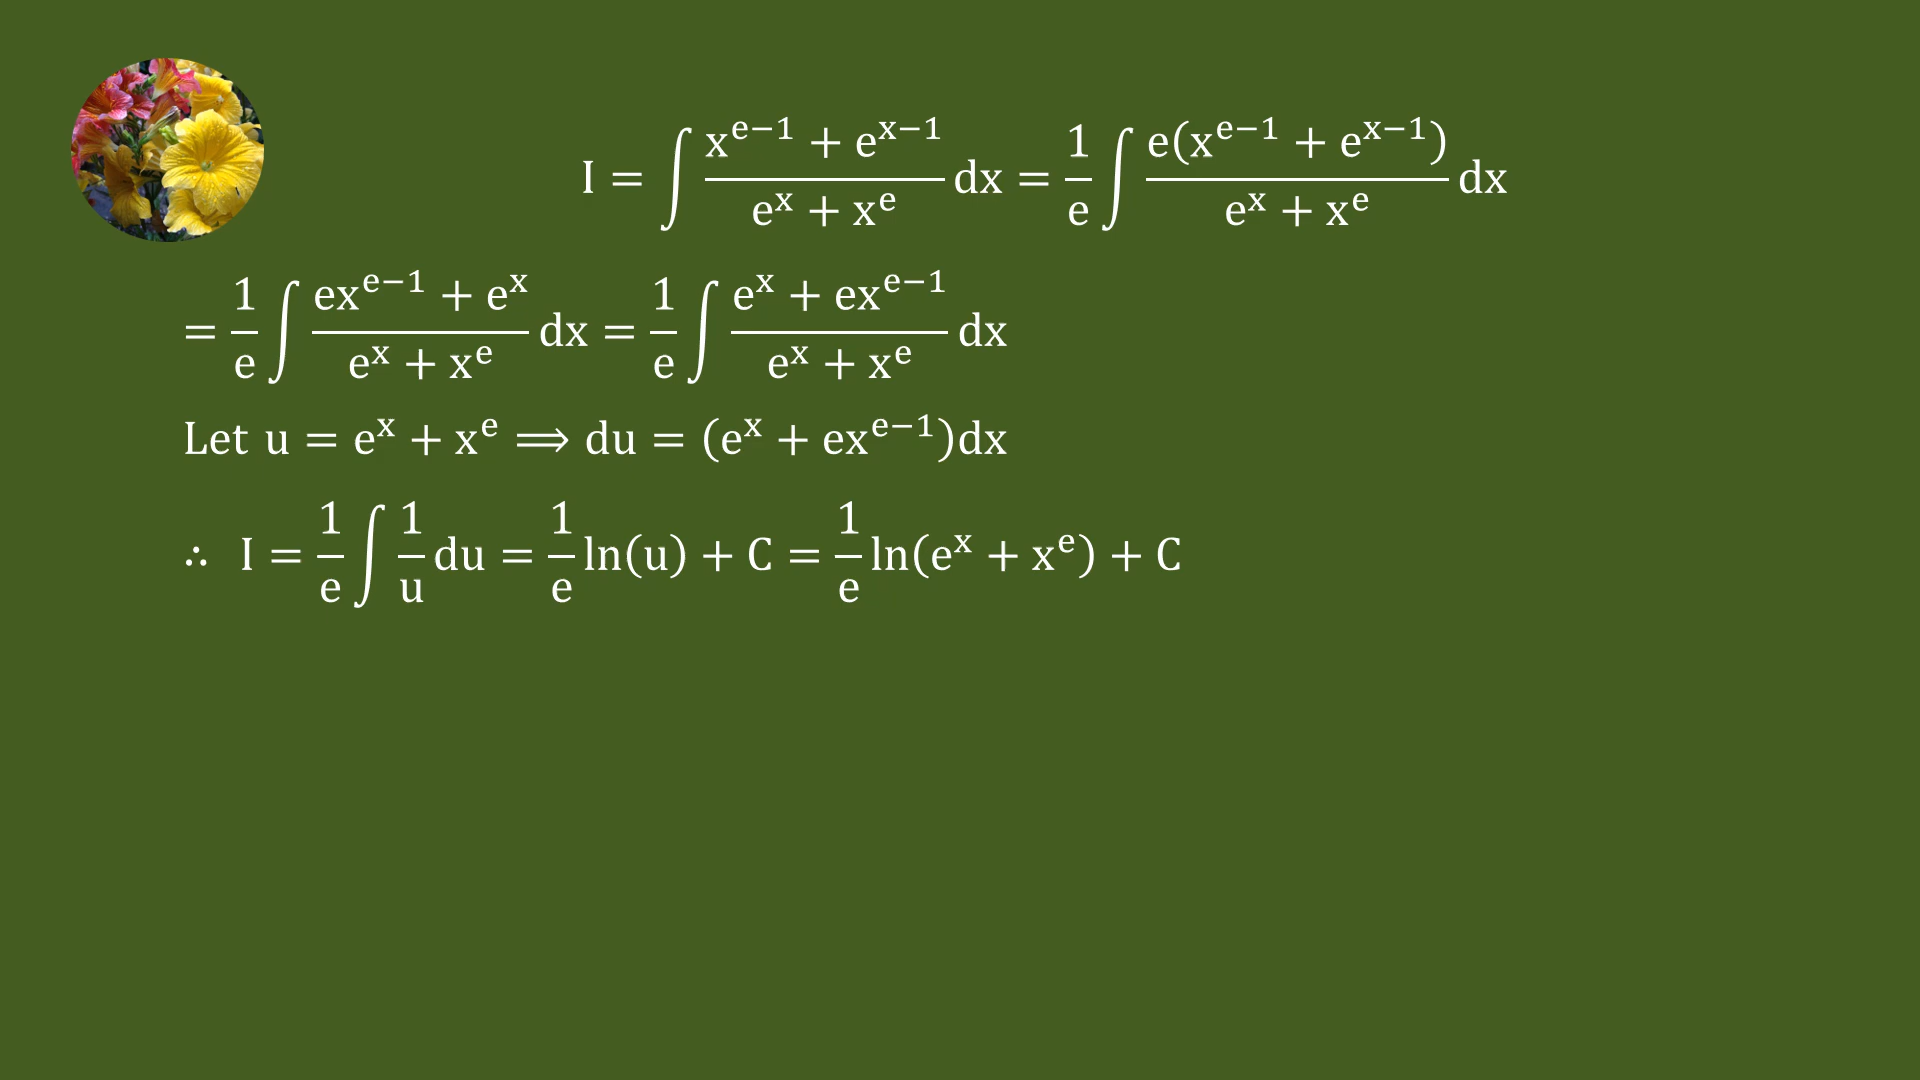 I = ∫ (x^(e−1) + e^(x−1))/(e^x + x^e) dx = 1/e ∫ e(x^(e−1) + e^(x−1))/(e^x + x^e) dx
= 1/e ∫ (ex^(e−1) + e^x)/(e^x + x^e) dx = 1/e ∫ (e^x + ex^(e−1))/(e^x + x^e) dx
Let u = e^x + x^e ⟹ du = (e^x + ex^(e−1))dx
∴ I = 1/e ∫ 1/u du = 1/e ln(u) + C = 1/e ln(e^x + x^e) + C